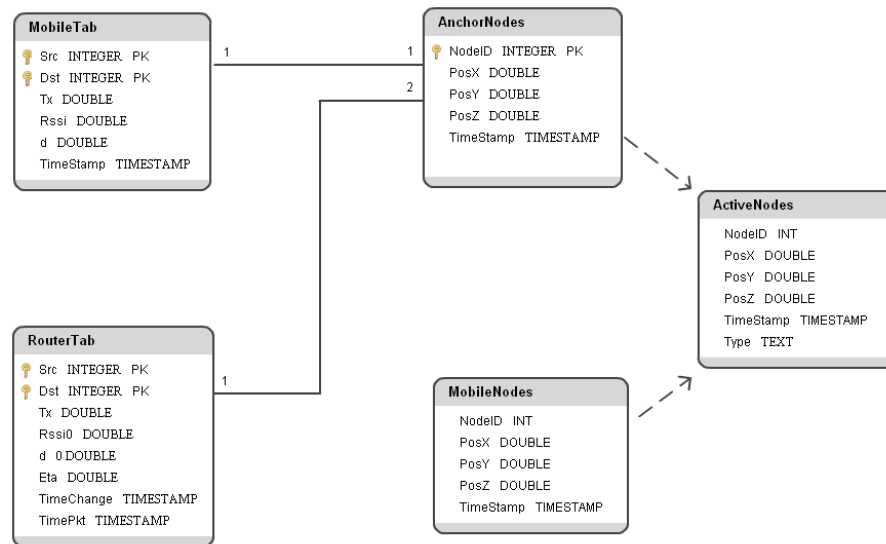 MobileTab
Src INTEGER PK
Dst INTEGER PK
Tx DOUBLE
Rssi DOUBLE
d DOUBLE
TimeStamp TIMESTAMP
1
1
2
AnchorNodes
NodeID INTEGER PK
PosX DOUBLE
PosY DOUBLE
PosZ DOUBLE
TimeStamp TIMESTAMP
ActiveNodes
NodeID INT
PosX DOUBLE
PosY DOUBLE
PosZ DOUBLE
TimeStamp TIMESTAMP
Type TEXT
RouterTab
Src INTEGER PK
Dst INTEGER PK
Tx DOUBLE
Rssi0 DOUBLE
d 0 DOUBLE
Eta DOUBLE
TimeChange TIMESTAMP
TimePkt TIMESTAMP
1
MobileNodes
NodeID INT
PosX DOUBLE
PosY DOUBLE
PosZ DOUBLE
TimeStamp TIMESTAMP